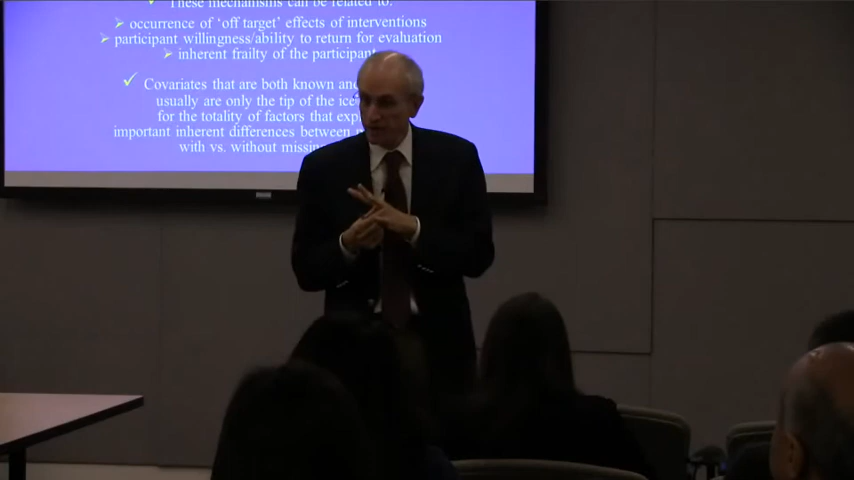 ✓ These mechanisms can be related to:
➢ occurrence of 'off target' effects of interventions
➢ participant willingness/ability to return for evaluation
➢ inherent frailty of the participant
✓ Covariates that are both known and
usually are only the tip of the ice
for the totality of factors that exp
important inherent differences between
with vs. without missing